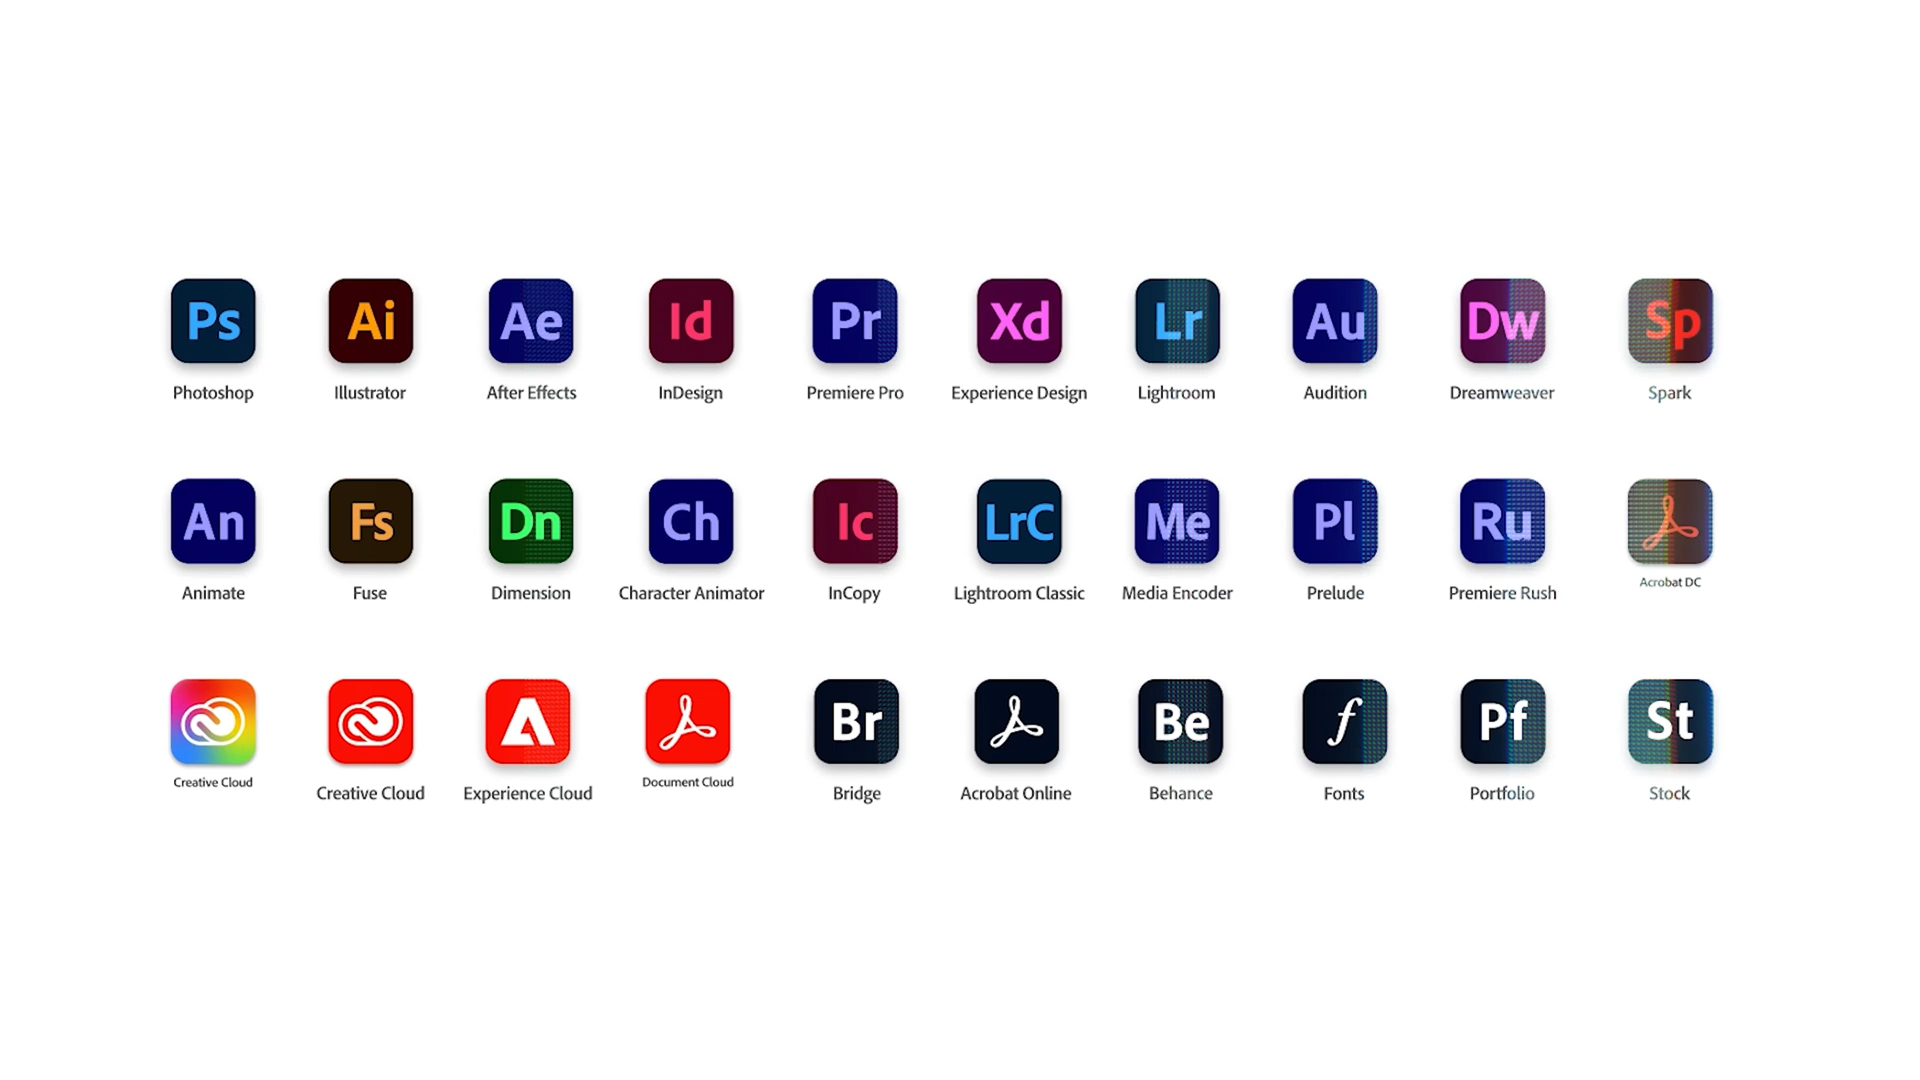 Ps Ai Ae Id Pr Xd Lr Au Dw Sp
Photoshop Illustrator After Effects InDesign Premiere Pro Experience Design Lightroom Audition Dreamweaver Spark
An Fs Dn Ch Ic LrC Me Pl Ru
Animate Fuse Dimension Character Animator InCopy Lightroom Classic Media Encoder Prelude Premiere Rush Acrobat DC
Br Be f Pf St
Creative Cloud Creative Cloud Experience Cloud Document Cloud Bridge Acrobat Online Behance Fonts Portfolio Stock